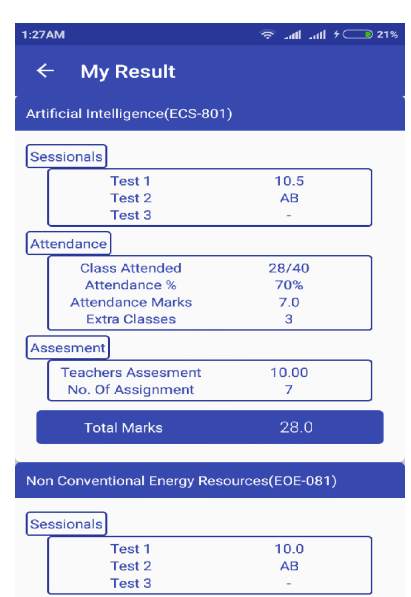 1:27AM 21%
My Result
Artificial Intelligence(ECS-801)
Sessionals
Test 1 10.5
Test 2 AB
Test 3 -
Attendance
Class Attended 28/40
Attendance % 70%
Attendance Marks 7.0
Extra Classes 3
Assesment
Teachers Assesment 10.00
No. Of Assignment 7
Total Marks 28.0
Non Conventional Energy Resources(EOE-081)
Sessionals
Test 1 10.0
Test 2 AB
Test 3 -